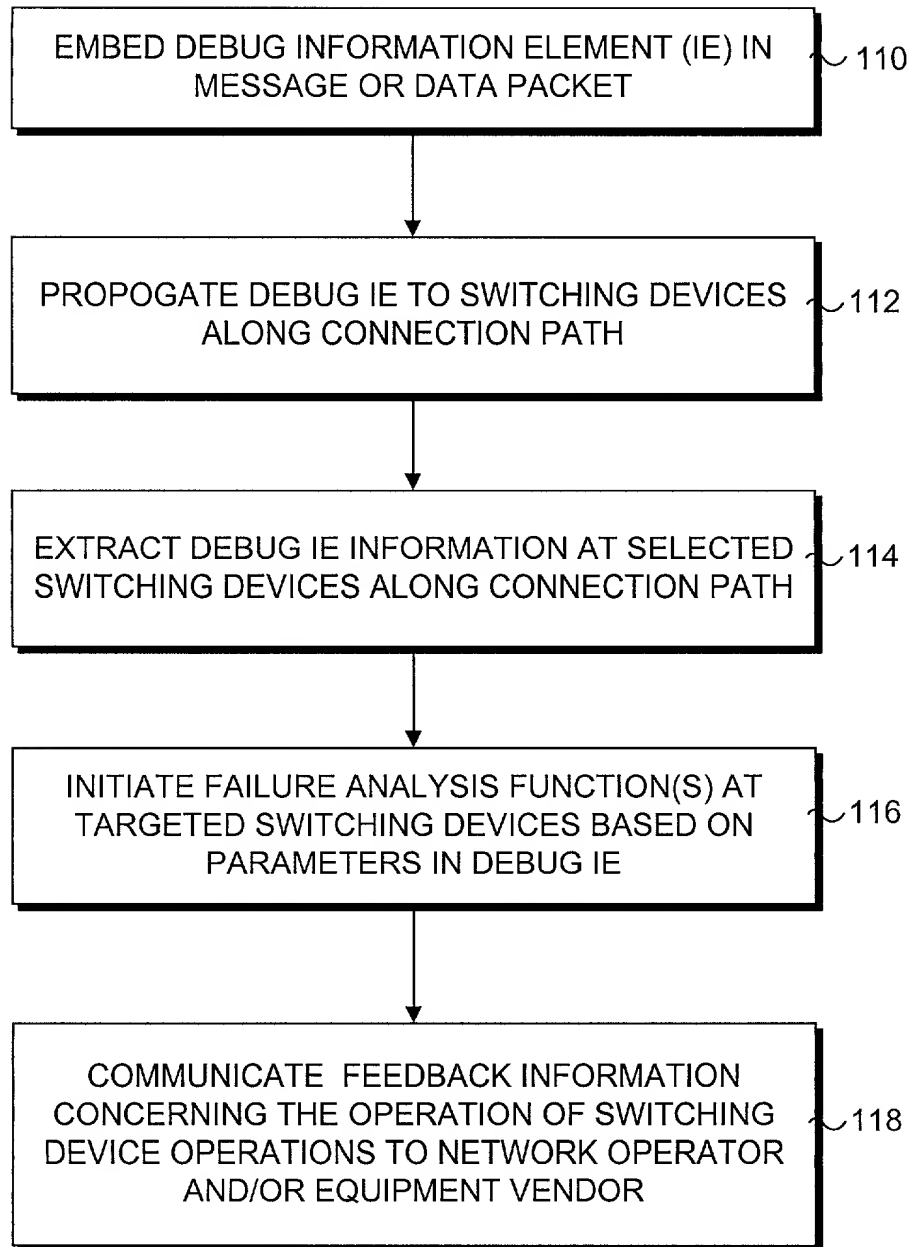 EMBED DEBUG INFORMATION ELEMENT (IE) IN
MESSAGE OR DATA PACKET
110
PROPOGATE DEBUG IE TO SWITCHING DEVICES
ALONG CONNECTION PATH
112
EXTRACT DEBUG IE INFORMATION AT SELECTED
SWITCHING DEVICES ALONG CONNECTION PATH
114
INITIATE FAILURE ANALYSIS FUNCTION(S) AT
TARGETED SWITCHING DEVICES BASED ON
PARAMETERS IN DEBUG IE
116
COMMUNICATE FEEDBACK INFORMATION
CONCERNING THE OPERATION OF SWITCHING
DEVICE OPERATIONS TO NETWORK OPERATOR
AND/OR EQUIPMENT VENDOR
118